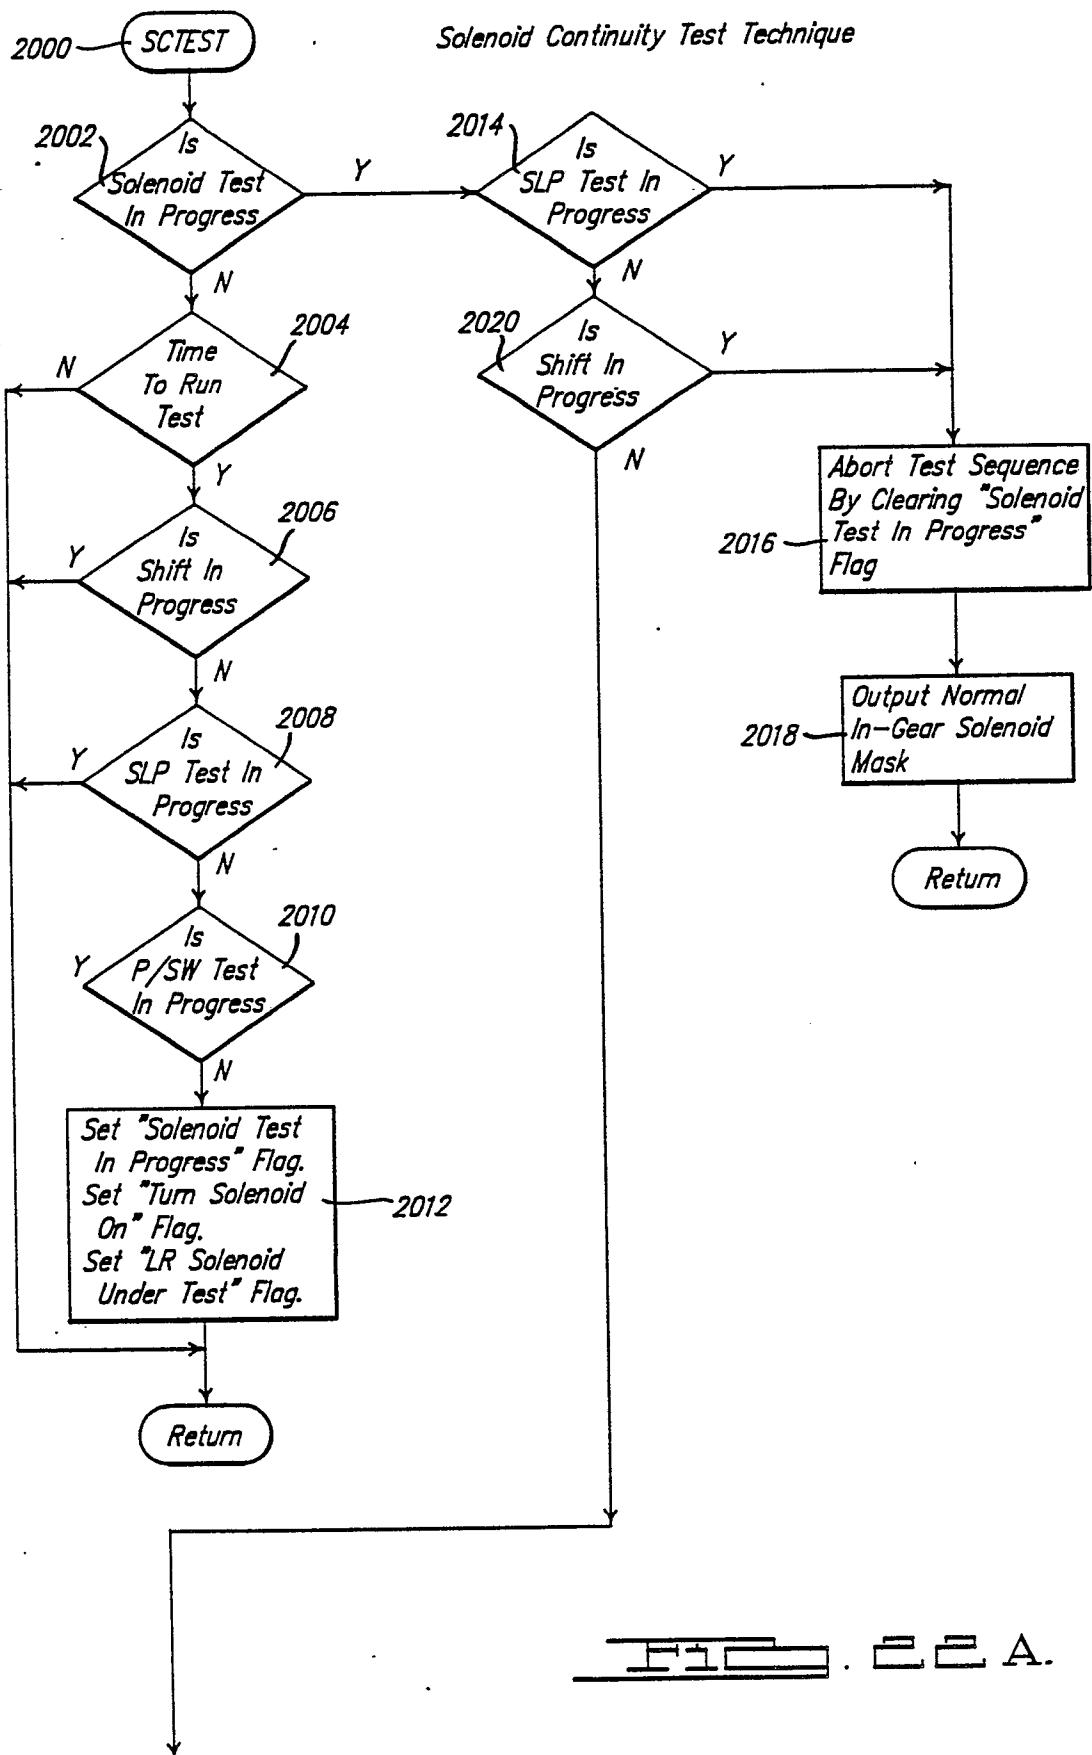 Solenoid Continuity Test Technique
2000
SCTEST
2002
Is
Solenoid Test
In Progress
Y
N
2014
Is
SLP Test In
Progress
Y
N
2004
Time
To Run
Test
N
Y
2020
Is
Shift In
Progress
Y
N
2006
Is
Shift In
Progress
Y
N
Abort Test Sequence
By Clearing "Solenoid
Test In Progress"
Flag
2016
2008
Is
SLP Test In
Progress
Y
N
Output Normal
In-Gear Solenoid
Mask
2018
Return
2010
Is
P/SW Test
In Progress
Y
N
Set "Solenoid Test
In Progress" Flag.
Set "Turn Solenoid
On" Flag.
Set "LR Solenoid
Under Test" Flag.
2012
Return
FIG. 22 A.